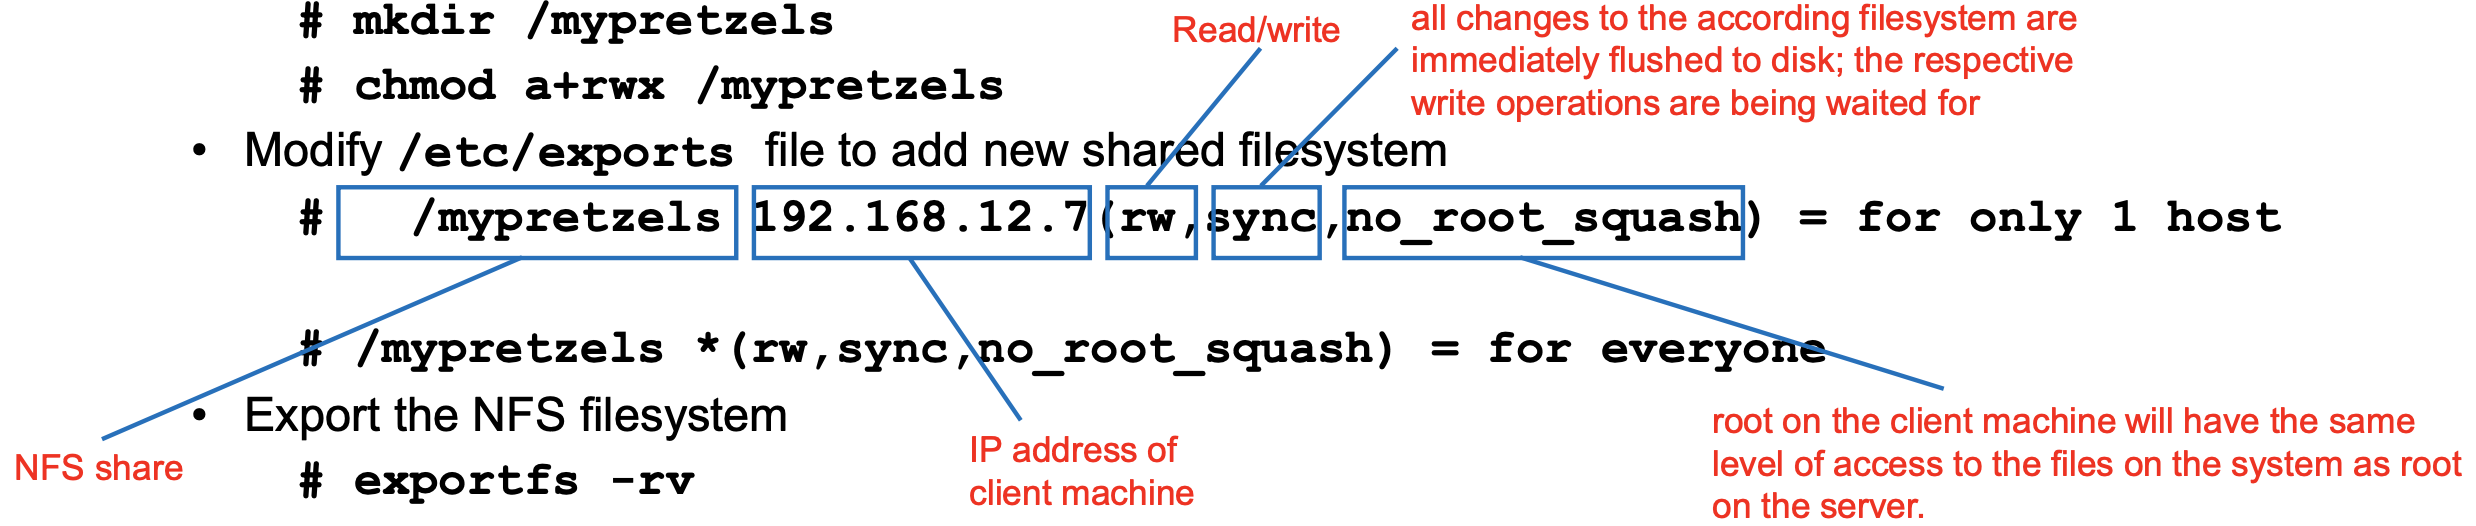 # mkdir /mypretzels
Read/write
all changes to the according filesystem are
immediately flushed to disk; the respective
write operations are being waited for
# chmod a+rwx /mypretzels
• Modify /etc/exports file to add new shared filesystem
# /mypretzels 192.168.12.7(rw,sync,no_root_squash) = for only 1 host
# /mypretzels *(rw,sync,no_root_squash) = for everyone
• Export the NFS filesystem
NFS share
# exportfs -rv
IP address of
client machine
root on the client machine will have the same
level of access to the files on the system as root
on the server.